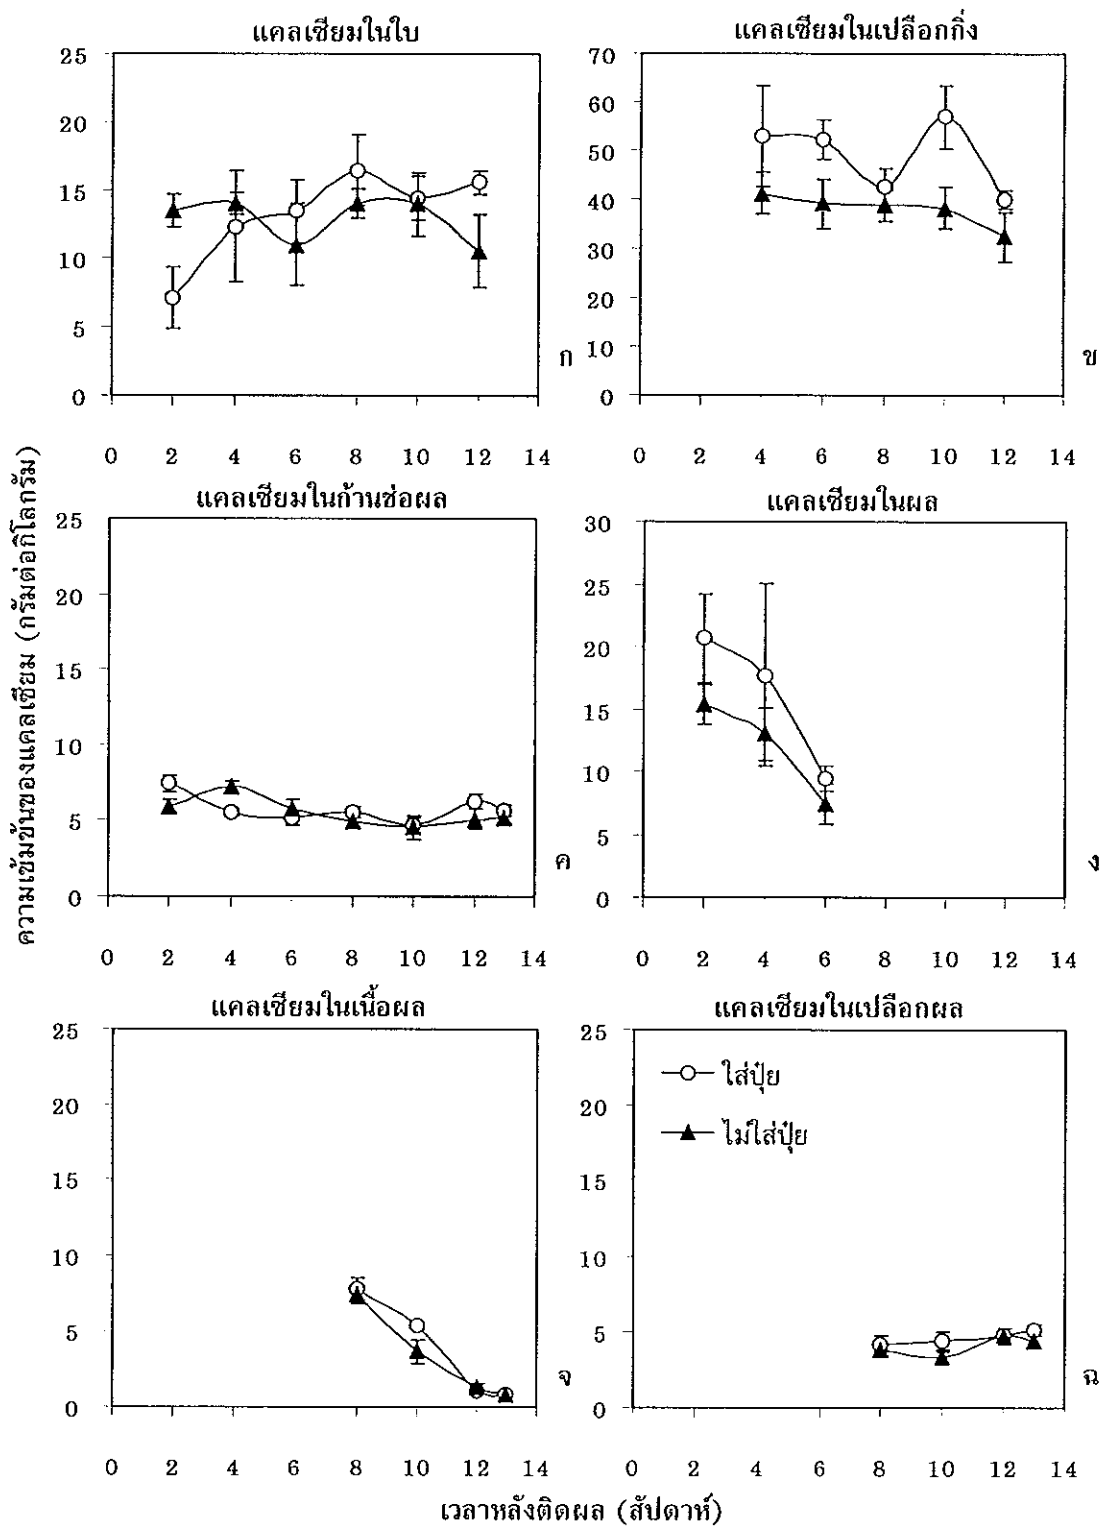 แคลเซียมในใบ
25
20
15
10
5
0
ก
0 2 4 6 8 10 12 14
แคลเซียมในเปลือกกิ่ง
70
60
50
40
30
20
10
0
ข
0 2 4 6 8 10 12 14
ความเข้มข้นของแคลเซียม (กรัมต่อกิโลกรัม)
แคลเซียมในก้านช่อผล
25
20
15
10
5
0
ค
0 2 4 6 8 10 12 14
แคลเซียมในผล
30
25
20
15
10
5
0
ง
0 2 4 6 8 10 12 14
แคลเซียมในเนื้อผล
25
20
15
10
5
0
จ
0 2 4 6 8 10 12 14
แคลเซียมในเปลือกผล
25
20
15
10
5
0
ใส่ปุ๋ย
ไม่ใส่ปุ๋ย
ฉ
0 2 4 6 8 10 12 14
เวลาหลังติดผล (สัปดาห์)